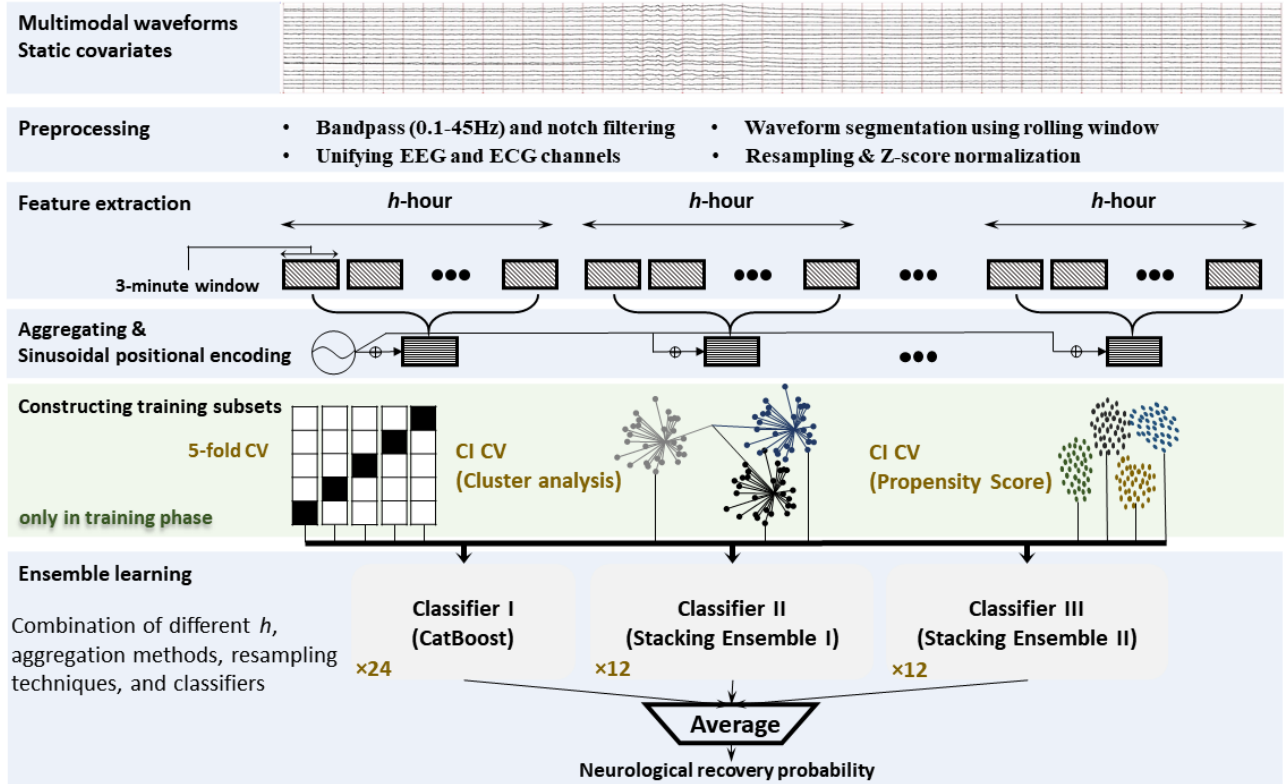 Multimodal waveforms
Static covariates
Preprocessing
• Bandpass (0.1-45Hz) and notch filtering
• Waveform segmentation using rolling window
• Unifying EEG and ECG channels
• Resampling & Z-score normalization
Feature extraction
h-hour
h-hour
h-hour
3-minute window
Aggregating &
Sinusoidal positional encoding
Constructing training subsets
5-fold CV
CI CV
(Cluster analysis)
CI CV
(Propensity Score)
only in training phase
Ensemble learning
Combination of different h,
aggregation methods, resampling
techniques, and classifiers
Classifier I
(CatBoost)
×24
Classifier II
(Stacking Ensemble I)
×12
Classifier III
(Stacking Ensemble II)
×12
Average
Neurological recovery probability